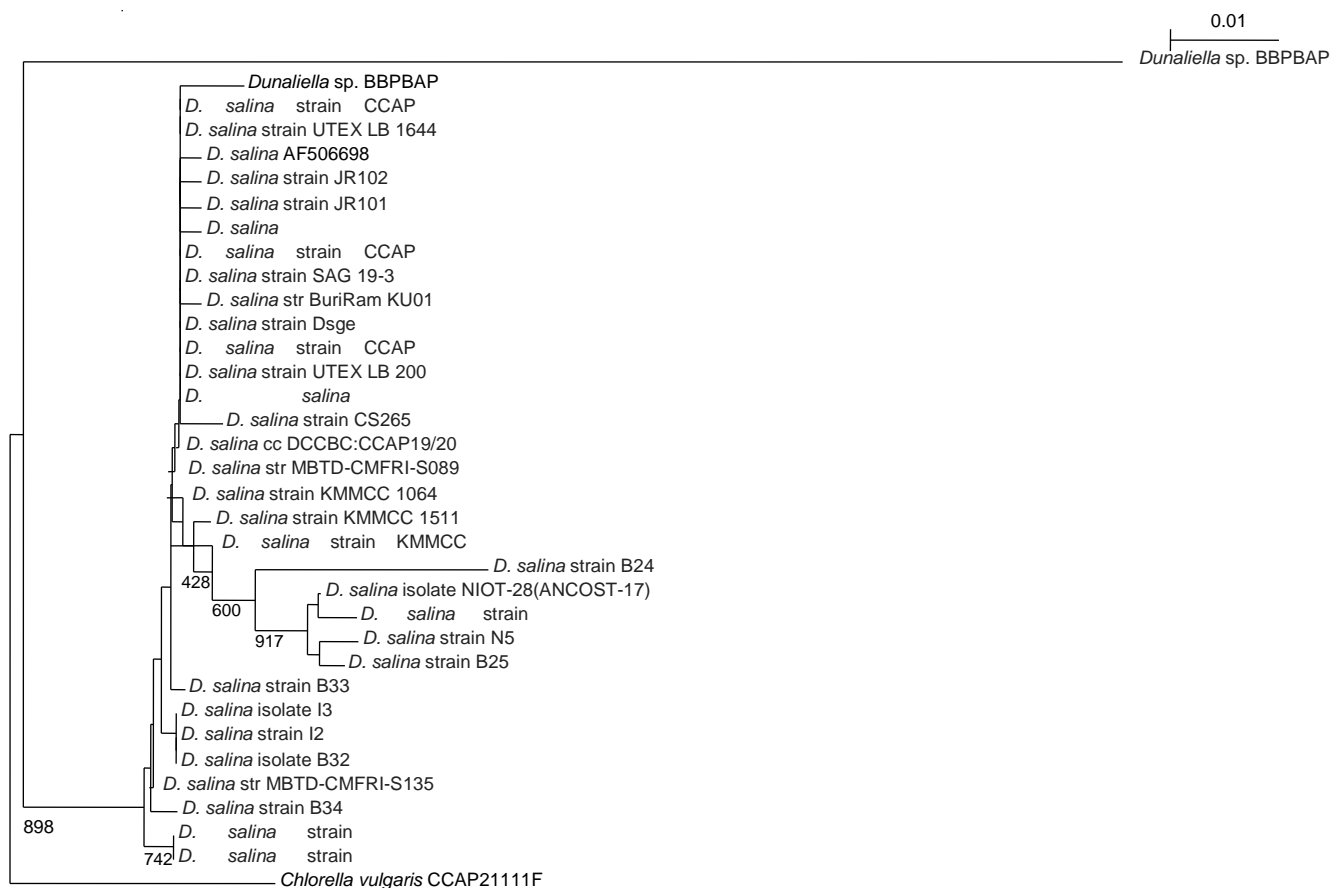 0.01
Dunaliella sp. BBPBAP
Dunaliella sp. BBPBAP
D. salina strain CCAP
D. salina strain UTEX LB 1644
D. salina AF506698
D. salina strain JR102
D. salina strain JR101
D. salina
D. salina strain CCAP
D. salina strain SAG 19-3
D. salina str BuriRam KU01
D. salina strain Dsge
D. salina strain CCAP
D. salina strain UTEX LB 200
D. salina
D. salina strain CS265
D. salina cc DCCBC:CCAP19/20
D. salina str MBTD-CMFRI-S089
D. salina strain KMMCC 1064
D. salina strain KMMCC 1511
D. salina strain KMMCC
D. salina strain B24
428
D. salina isolate NIOT-28(ANCOST-17)
600
D. salina strain
917
D. salina strain N5
D. salina strain B25
D. salina strain B33
D. salina isolate I3
D. salina strain I2
D. salina isolate B32
D. salina str MBTD-CMFRI-S135
D. salina strain B34
898
D. salina strain
742
D. salina strain
Chlorella vulgaris CCAP21111F